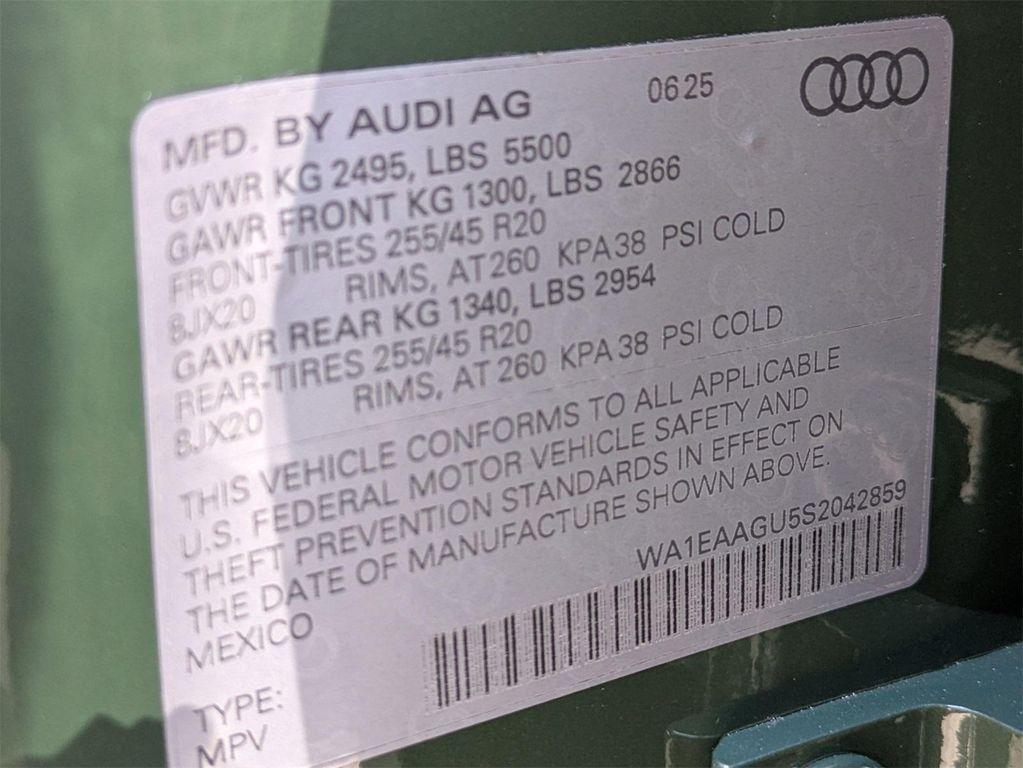 MFD. BY AUDI AG 0625
GVWR KG 2495, LBS 5500
GAWR FRONT KG 1300, LBS 2866
FRONT-TIRES 255/45 R20
8JX20 RIMS, AT 260 KPA 38 PSI COLD
GAWR REAR KG 1340, LBS 2954
REAR-TIRES 255/45 R20
8JX20 RIMS, AT 260 KPA 38 PSI COLD
THIS VEHICLE CONFORMS TO ALL APPLICABLE
U.S. FEDERAL MOTOR VEHICLE SAFETY AND
THEFT PREVENTION STANDARDS IN EFFECT ON
THE DATE OF MANUFACTURE SHOWN ABOVE.
MEXICO WA1EAAGU5S2042859
TYPE:
MPV